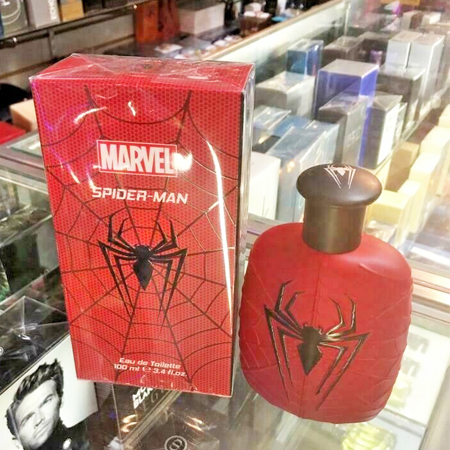 MARVEL
SPIDER-MAN
Eau de Toilette
100 ml ℮ 3.4 fl.oz.